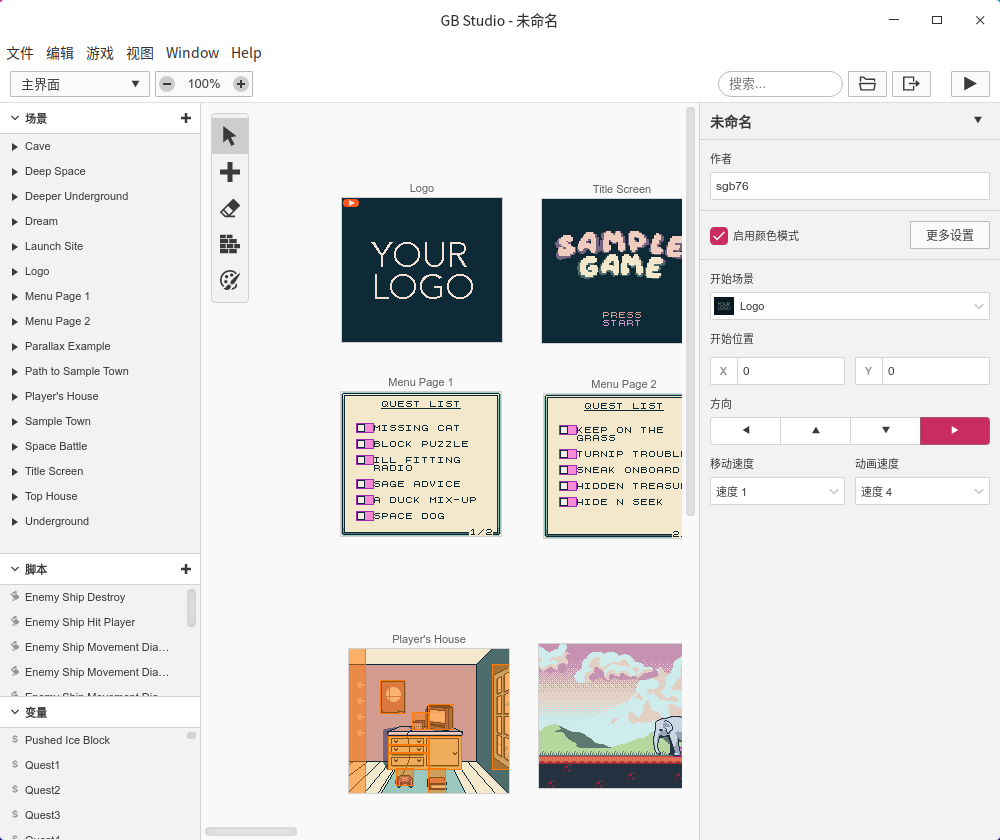 GB Studio - 未命名
文件 编辑 游戏 视图 Window Help
主界面
100%
搜索...
场景
Cave
Deep Space
Deeper Underground
Dream
Launch Site
Logo
Menu Page 1
Menu Page 2
Parallax Example
Path to Sample Town
Player's House
Sample Town
Space Battle
Title Screen
Top House
Underground
脚本
Enemy Ship Destroy
Enemy Ship Hit Player
Enemy Ship Movement Dia...
Enemy Ship Movement Dia...
Enemy Ship Movement Dia
变量
$ Pushed Ice Block
$ Quest1
$ Quest2
$ Quest3
Quest4
Logo
YOUR
LOGO
Title Screen
SAMPLE
GAME
PRESS
START
Menu Page 1
QUEST LIST
MISSING CAT
BLOCK PUZZLE
ILL FITTING
RADIO
SAGE ADVICE
A DUCK MIX-UP
SPACE DOG
1/2
Menu Page 2
QUEST LIST
KEEP ON THE
GRASS
TURNIP TROUBL
SNEAK ONBOARD
HIDDEN TREASU
HIDE N SEEK
2
Player's House
未命名
作者
sgb76
启用颜色模式
更多设置
开始场景
Logo
开始位置
X 0
Y 0
方向
移动速度
动画速度
速度 1
速度 4